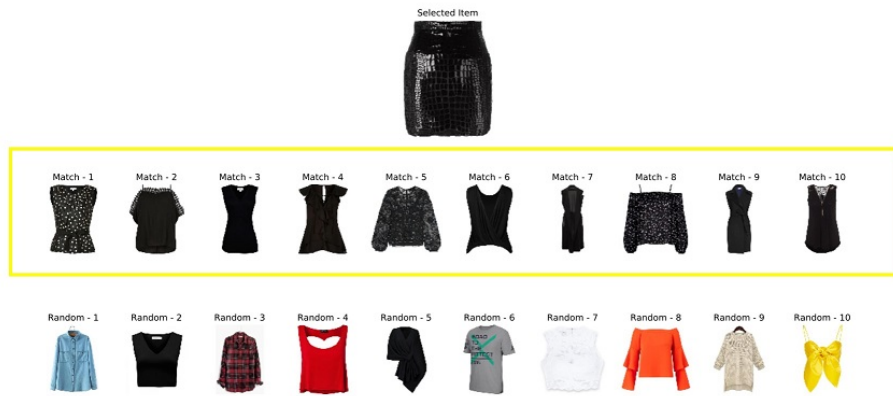 Selected Item
Match - 1 Match - 2 Match - 3 Match - 4 Match - 5 Match - 6 Match - 7 Match - 8 Match - 9 Match - 10
Random - 1 Random - 2 Random - 3 Random - 4 Random - 5 Random - 6 Random - 7 Random - 8 Random - 9 Random - 10
ROAD